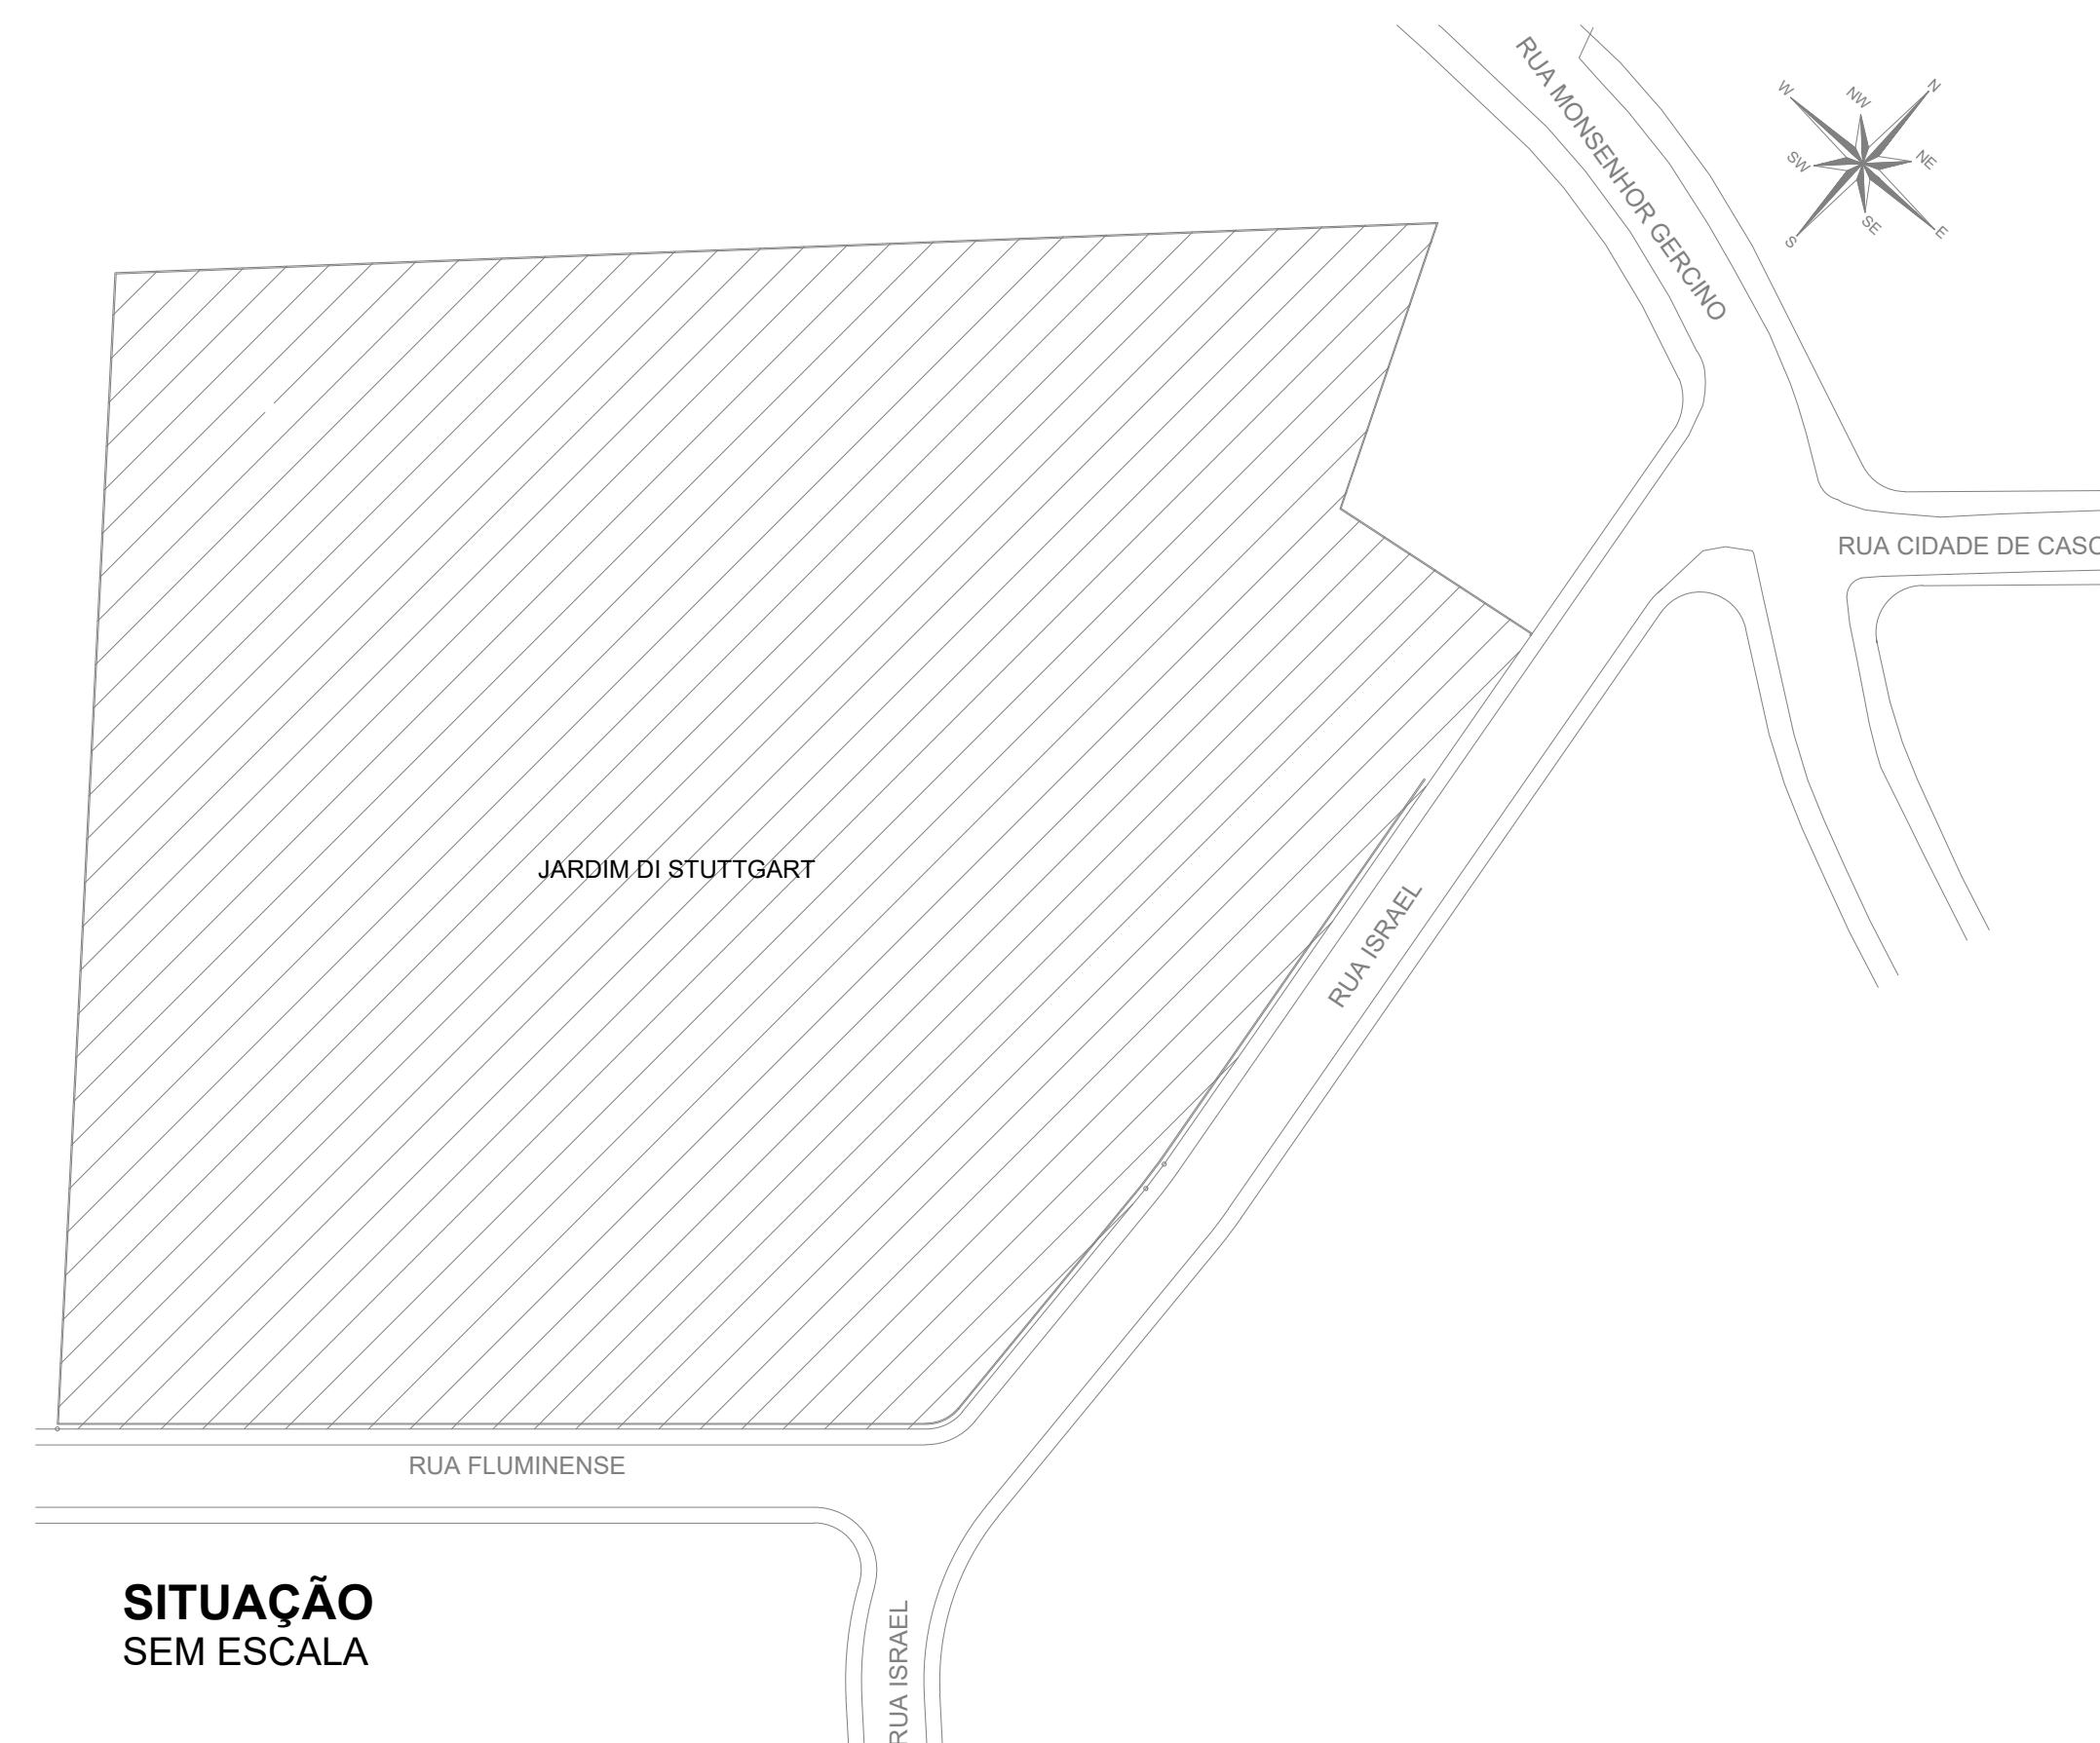 RUA MONSENHOR GERCINO
N
NW
W
NE
SW
E
SE
S
RUA CIDADE DE CASC
JARDIM DI STUTTGART
RUA ISRAEL
RUA FLUMINENSE
SITUAÇÃO
SEM ESCALA
RUA ISRAEL